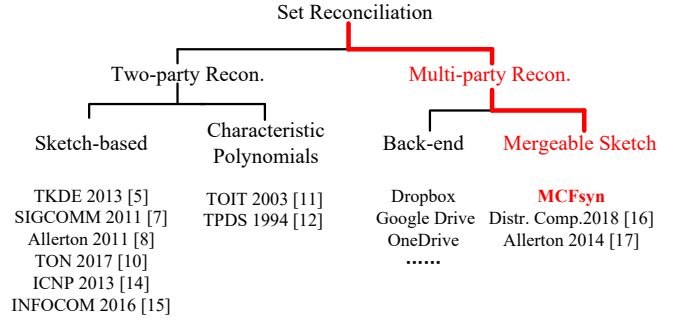 Set Reconciliation
Two-party Recon.
Multi-party Recon.
Sketch-based
Characteristic
Polynomials
Back-end
Mergeable Sketch
TKDE 2013 [5]
SIGCOMM 2011 [7]
Allerton 2011 [8]
TON 2017 [10]
ICNP 2013 [14]
INFOCOM 2016 [15]
TOIT 2003 [11]
TPDS 1994 [12]
Dropbox
Google Drive
OneDrive
......
MCFsyn
Distr. Comp.2018 [16]
Allerton 2014 [17]